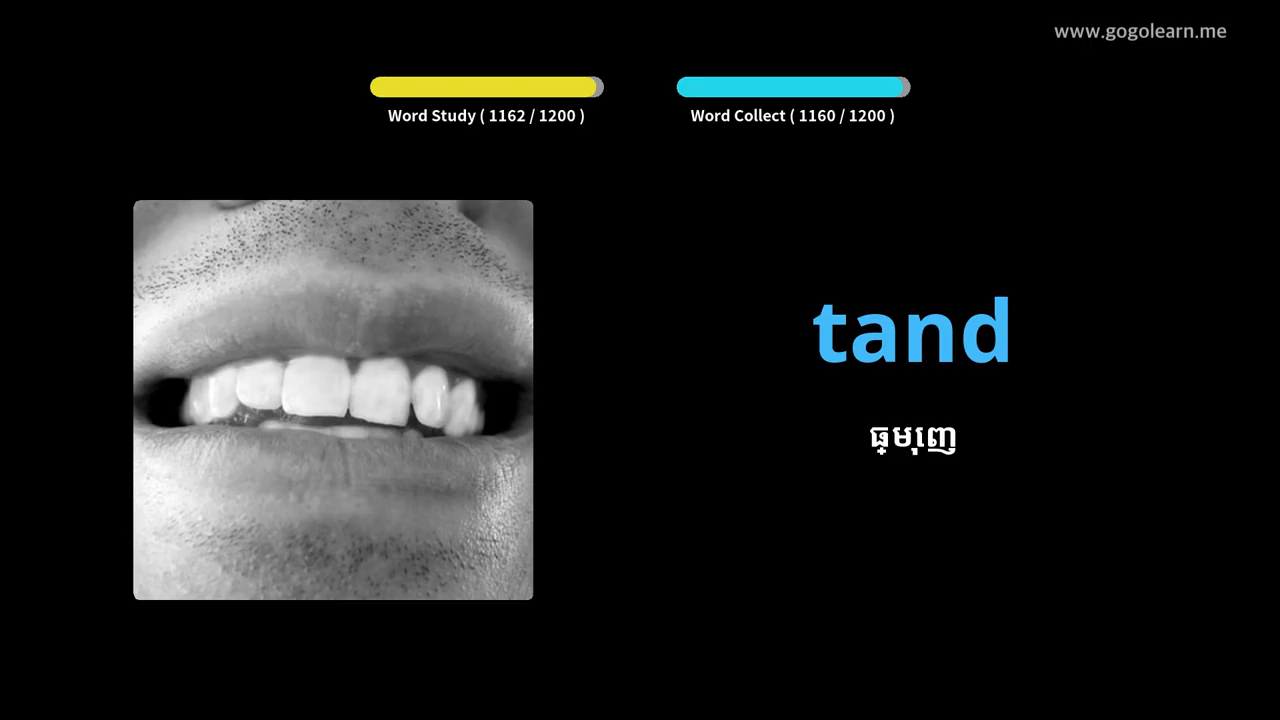 www.gogolearn.me
Word Study ( 1162 / 1200 )
Word Collect ( 1160 / 1200 )
tand
ធ្មុញេ